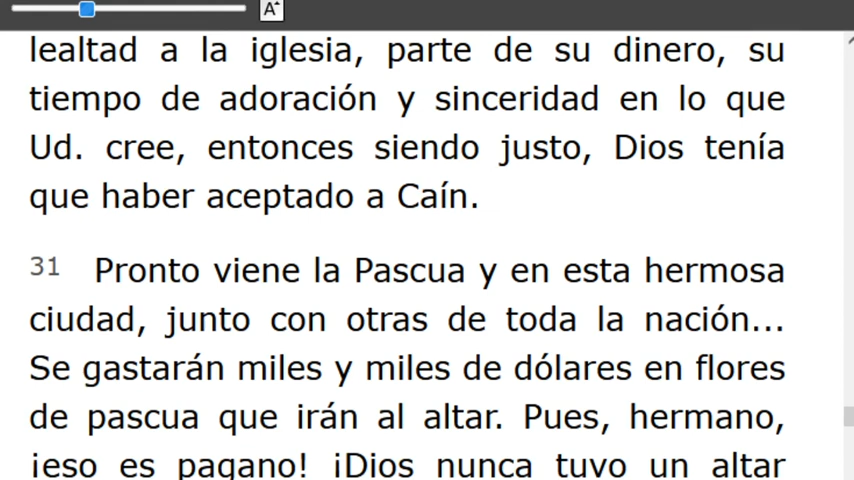 A
lealtad a la iglesia, parte de su dinero, su
tiempo de adoración y sinceridad en lo que
Ud. cree, entonces siendo justo, Dios tenía
que haber aceptado a Caín.
31 Pronto viene la Pascua y en esta hermosa
ciudad, junto con otras de toda la nación...
Se gastarán miles y miles de dólares en flores
de pascua que irán al altar. Pues, hermano,
¡eso es pagano! ¡Dios nunca tuvo un altar